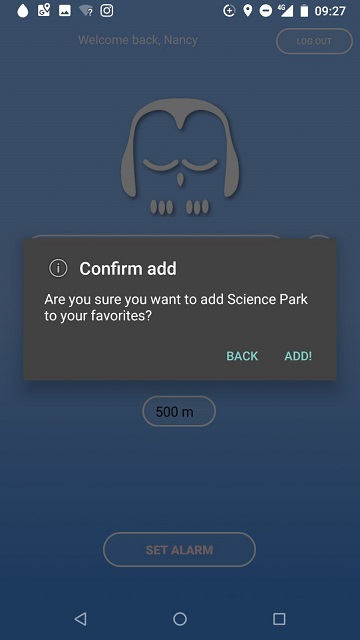 4G 09:27
Welcome back, Nancy
LOG OUT
Confirm add
Are you sure you want to add Science Park
to your favorites?
BACK ADD!
500 m
SET ALARM